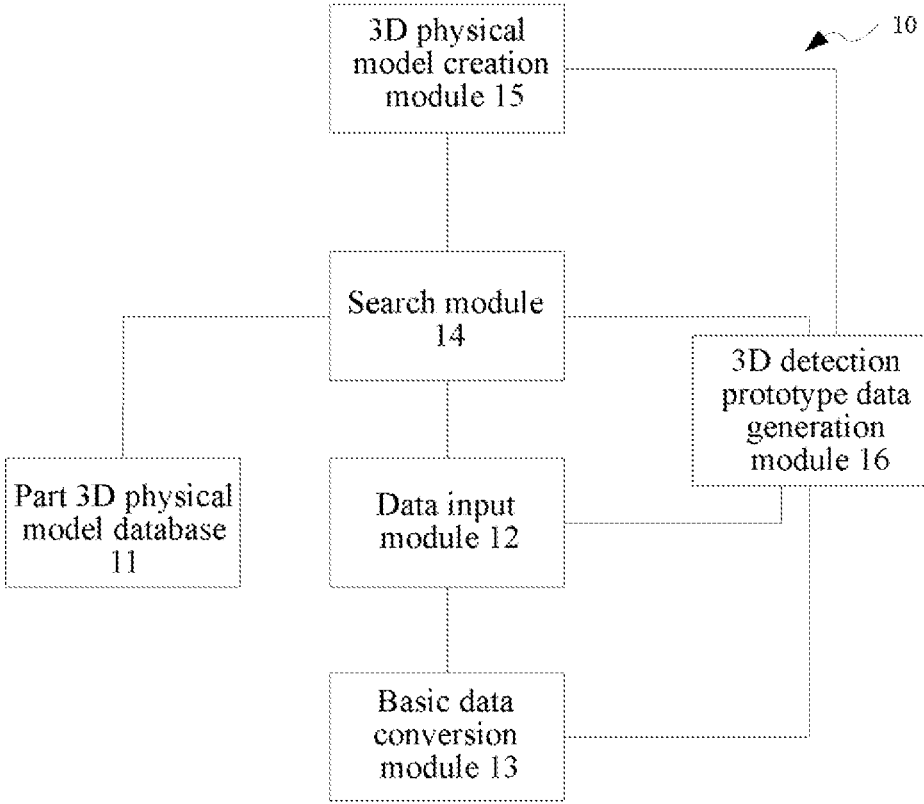 10
3D physical
model creation
module 15
Search module
14
3D detection
prototype data
generation
module 16
Part 3D physical
model database
11
Data input
module 12
Basic data
conversion
module 13